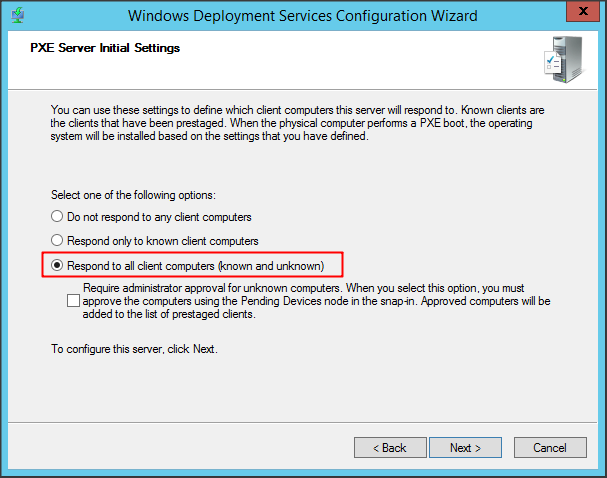 Windows Deployment Services Configuration Wizard
x
PXE Server Initial Settings
You can use these settings to define which client computers this server will respond to. Known clients are
the clients that have been prestaged. When the physical computer performs a PXE boot, the operating
system will be installed based on the settings that you have defined.
Select one of the following options:
Do not respond to any client computers
Respond only to known client computers
Respond to all client computers (known and unknown)
Require administrator approval for unknown computers. When you select this option, you must
approve the computers using the Pending Devices node in the snap-in. Approved computers will be
added to the list of prestaged clients.
To configure this server, click Next.
< Back
Next >
Cancel